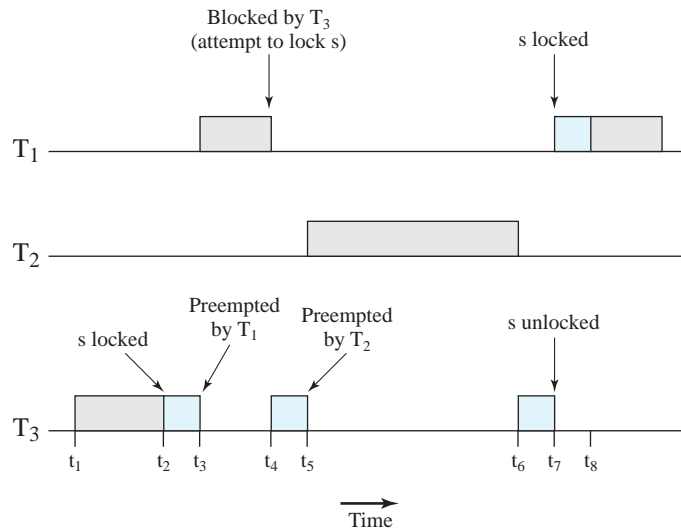 Blocked by T₃
(attempt to lock s)
s locked
T₁
T₂
s locked
Preempted
by T₁
Preempted
by T₂
s unlocked
T₃
t₁ t₂ t₃ t₄ t₅ t₆ t₇ t₈
Time